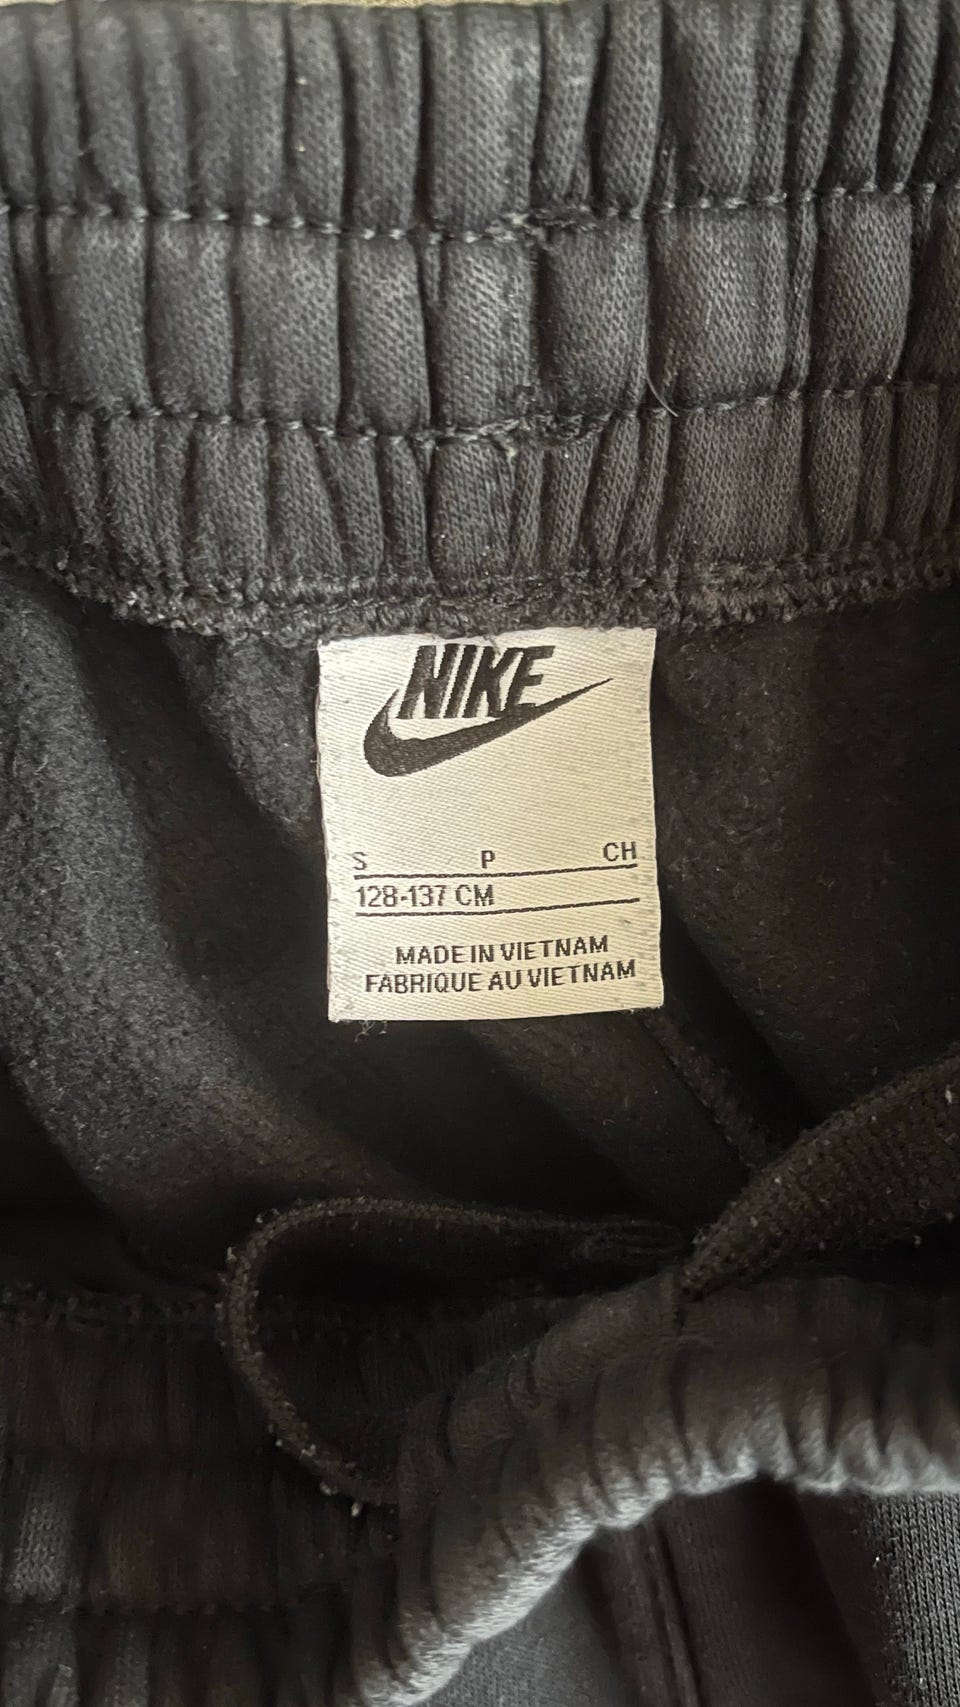 NIKE
S P CH
128-137 CM
MADE IN VIETNAM
FABRIQUE AU VIETNAM